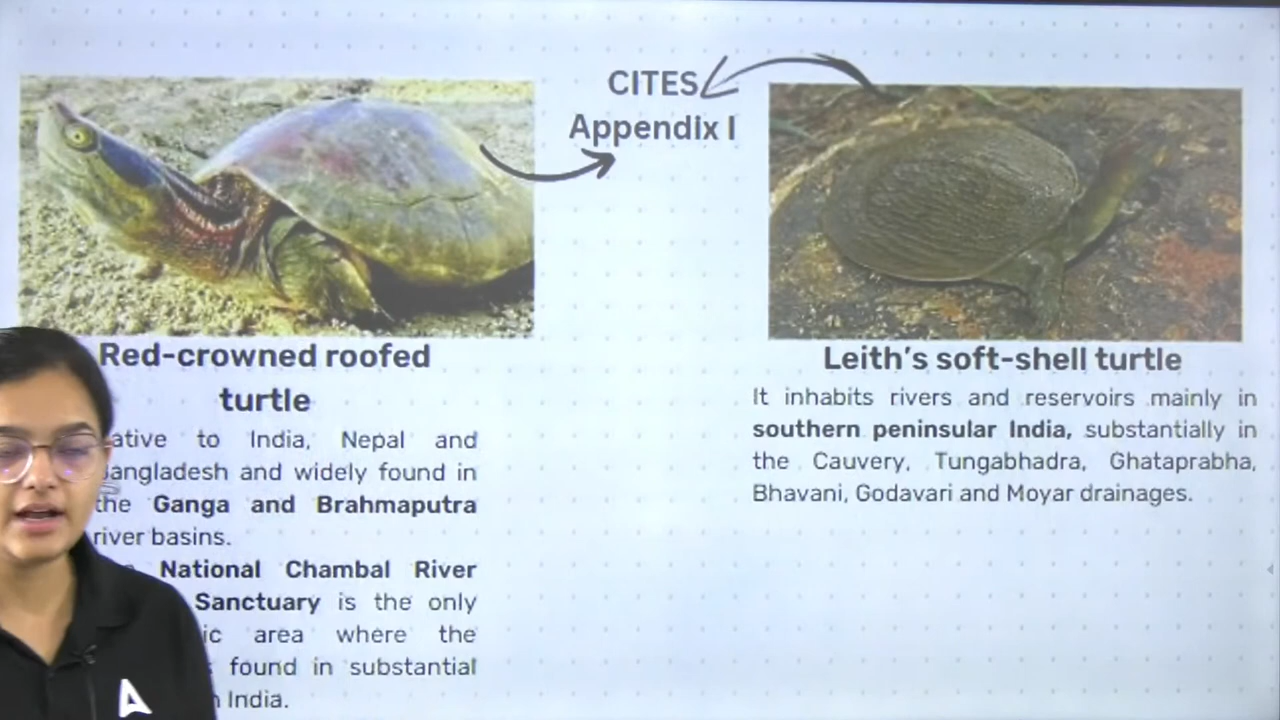 CITES
Appendix I
Red-crowned roofed
turtle
to India, Nepal and
and widely found in
the Ganga and Brahmaputra
river basins.
National Chambal River
Sanctuary is the only
area where the
found in substantial
India.
Leith's soft-shell turtle
It inhabits rivers and reservoirs mainly in
southern peninsular India, substantially in
the Cauvery, Tungabhadra, Ghataprabha,
Bhavani, Godavari and Moyar drainages.